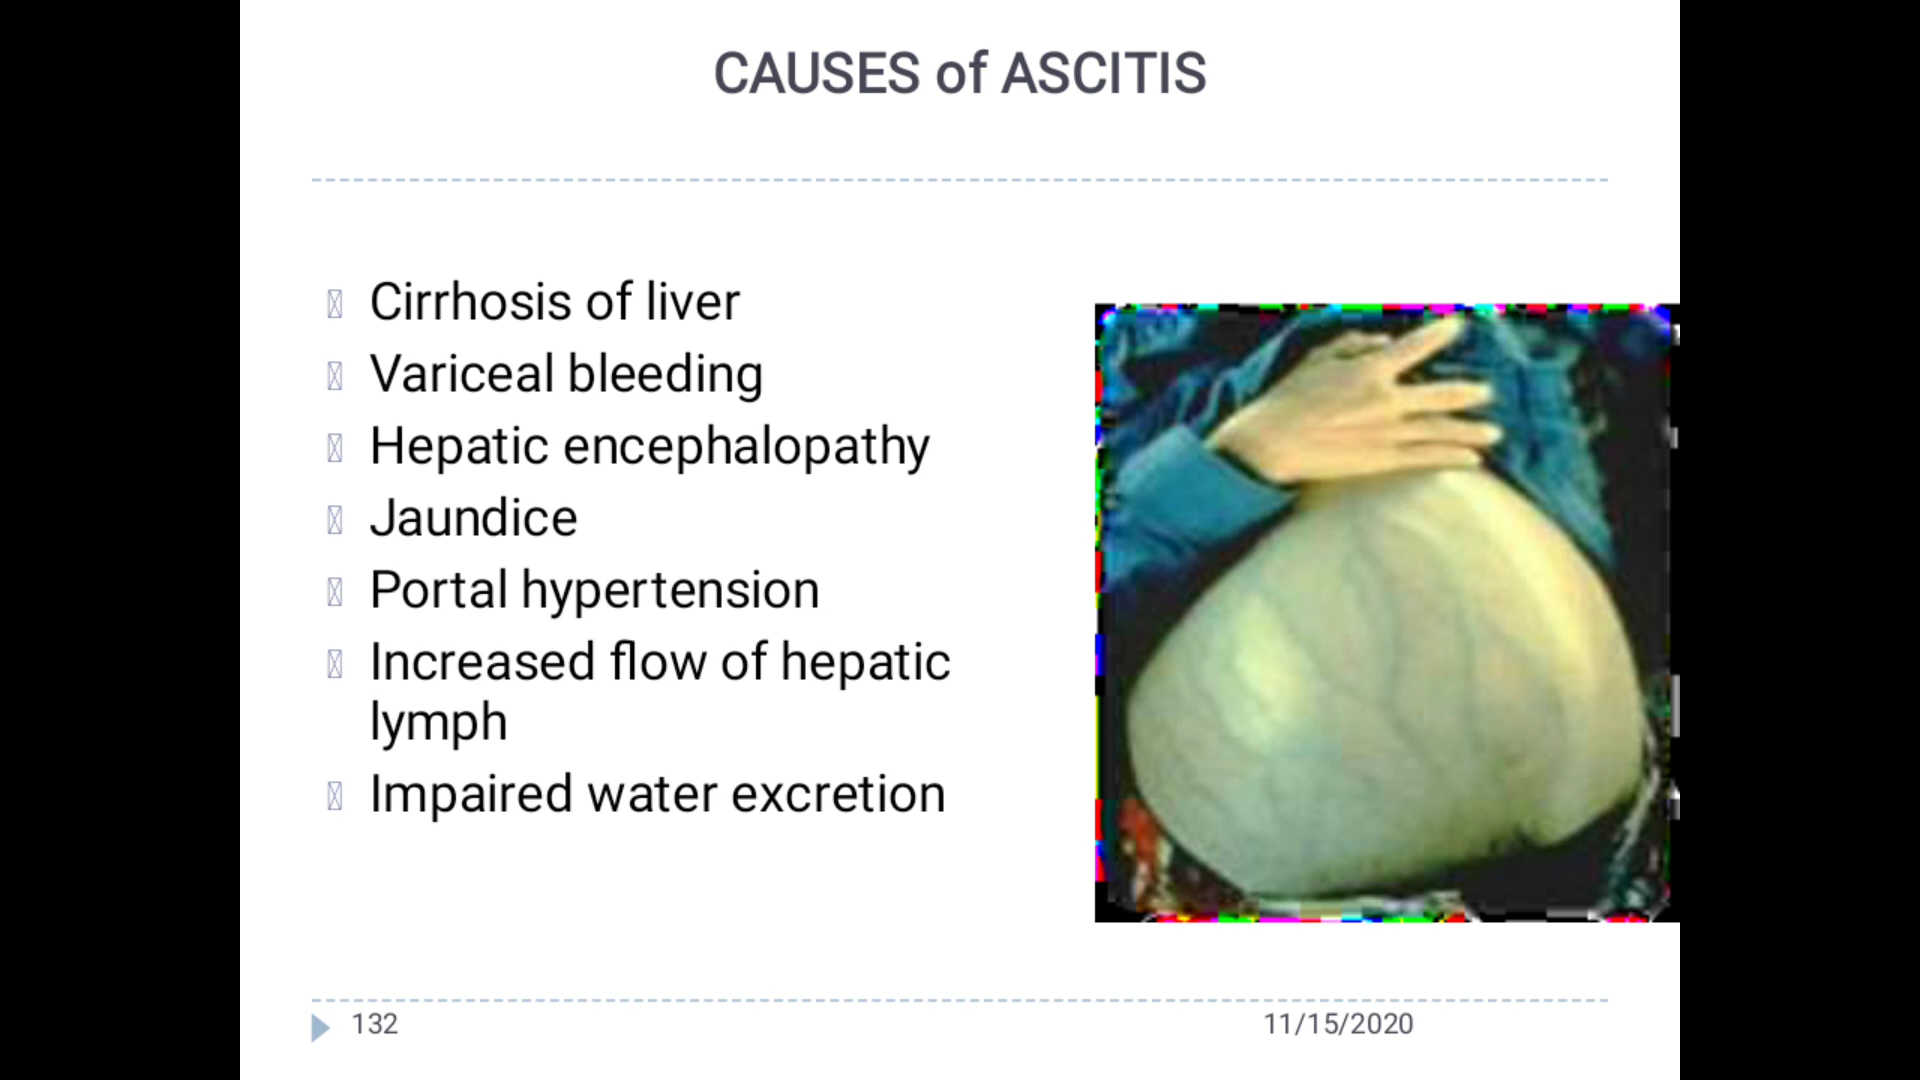 CAUSES of ASCITIS
Cirrhosis of liver
Variceal bleeding
Hepatic encephalopathy
Jaundice
Portal hypertension
Increased flow of hepatic
lymph
Impaired water excretion
132
11/15/2020